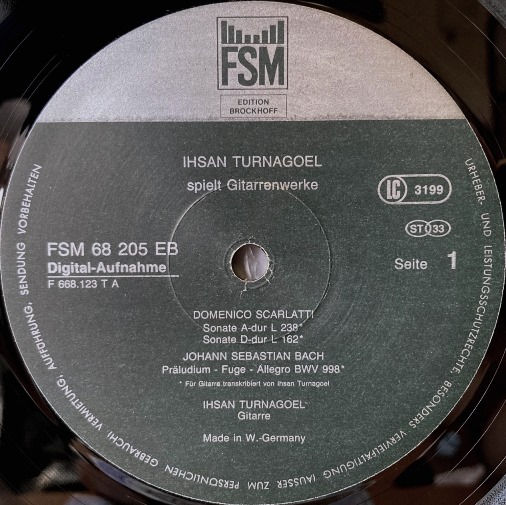 FSM
EDITION
BROCKHOFF
IHSAN TURNAGOEL
spielt Gitarrenwerke
LC 3199
ST 33
FSM 68 205 EB
Digital-Aufnahme
F 668.123 T A
Seite 1
DOMENICO SCARLATTI
Sonate A-dur L 238*
Sonate D-dur L 162*
JOHANN SEBASTIAN BACH
Präludium - Fuge - Allegro BWV 998*
* Für Gitarre transkribiert von Ihsan Turnagoel
IHSAN TURNAGOEL
Gitarre
Made in W.-Germany
URHEBER- UND LEISTUNGSSCHUTZRECHTE, BESONDERS VERVIELFÄLTIGUNG (AUSSER ZUM PERSÖNLICHEN GEBRAUCH) VERMIETUNG, AUFFÜHRUNG, SENDUNG VORBEHALTEN